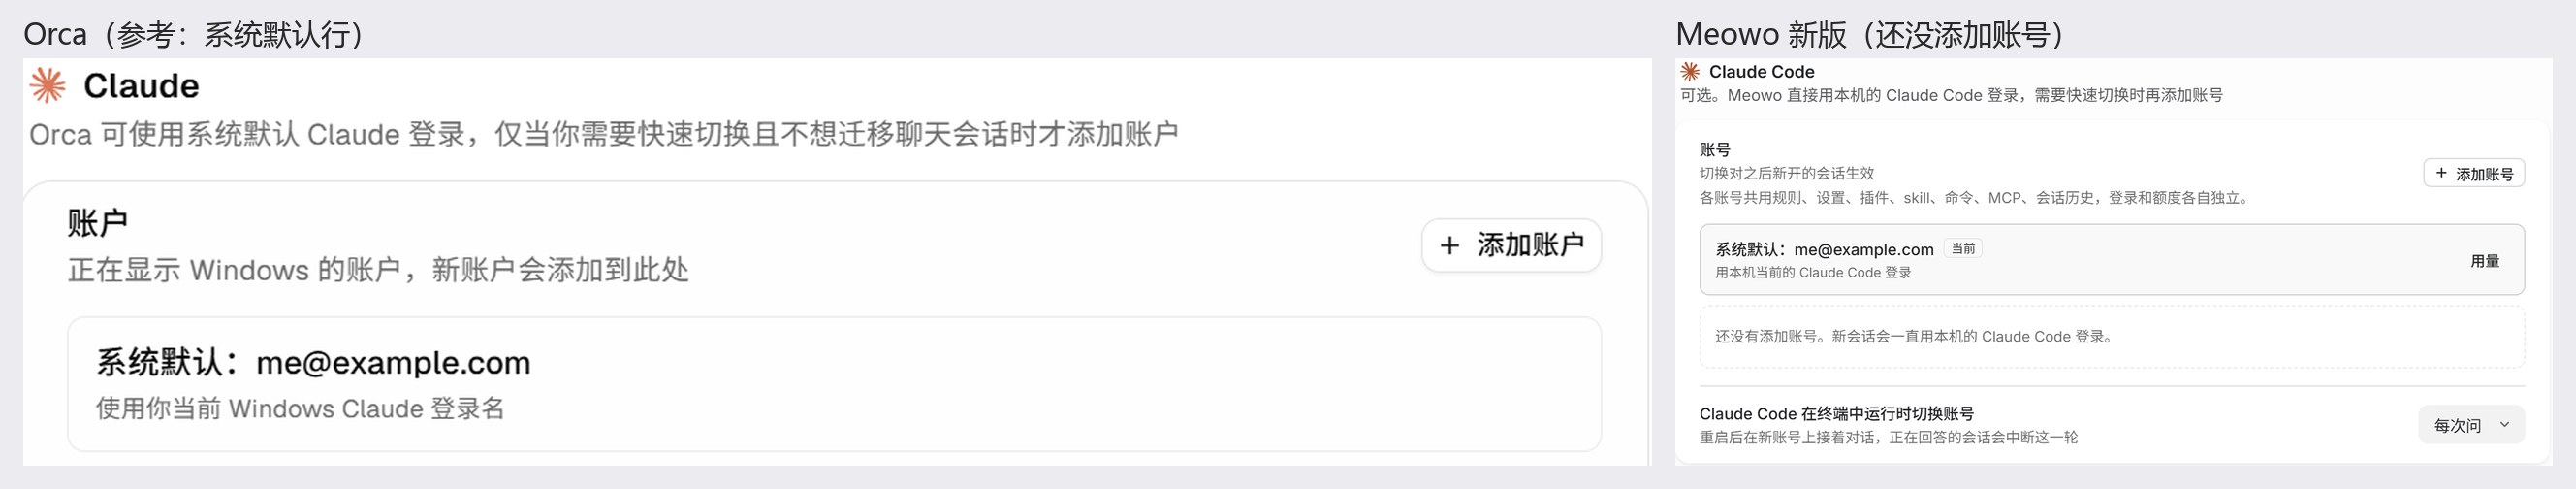 Orca（参考：系统默认行）
Claude
Orca 可使用系统默认 Claude 登录，仅当你需要快速切换且不想迁移聊天会话时才添加账户
账户
正在显示 Windows 的账户，新账户会添加到此处
+ 添加账户
系统默认：me@example.com
使用你当前 Windows Claude 登录名
Meowo 新版（还没添加账号）
Claude Code
可选。Meowo 直接用本机的 Claude Code 登录，需要快速切换时再添加账号
账号
切换对之后新开的会话生效
各账号共用规则、设置、插件、skill、命令、MCP、会话历史，登录和额度各自独立。
+ 添加账号
系统默认：me@example.com 当前
用本机当前的 Claude Code 登录
用量
还没有添加账号。新会话会一直用本机的 Claude Code 登录。
Claude Code 在终端中运行时切换账号
重启后在新账号上接着对话，正在回答的会话会中断这一轮
每次问